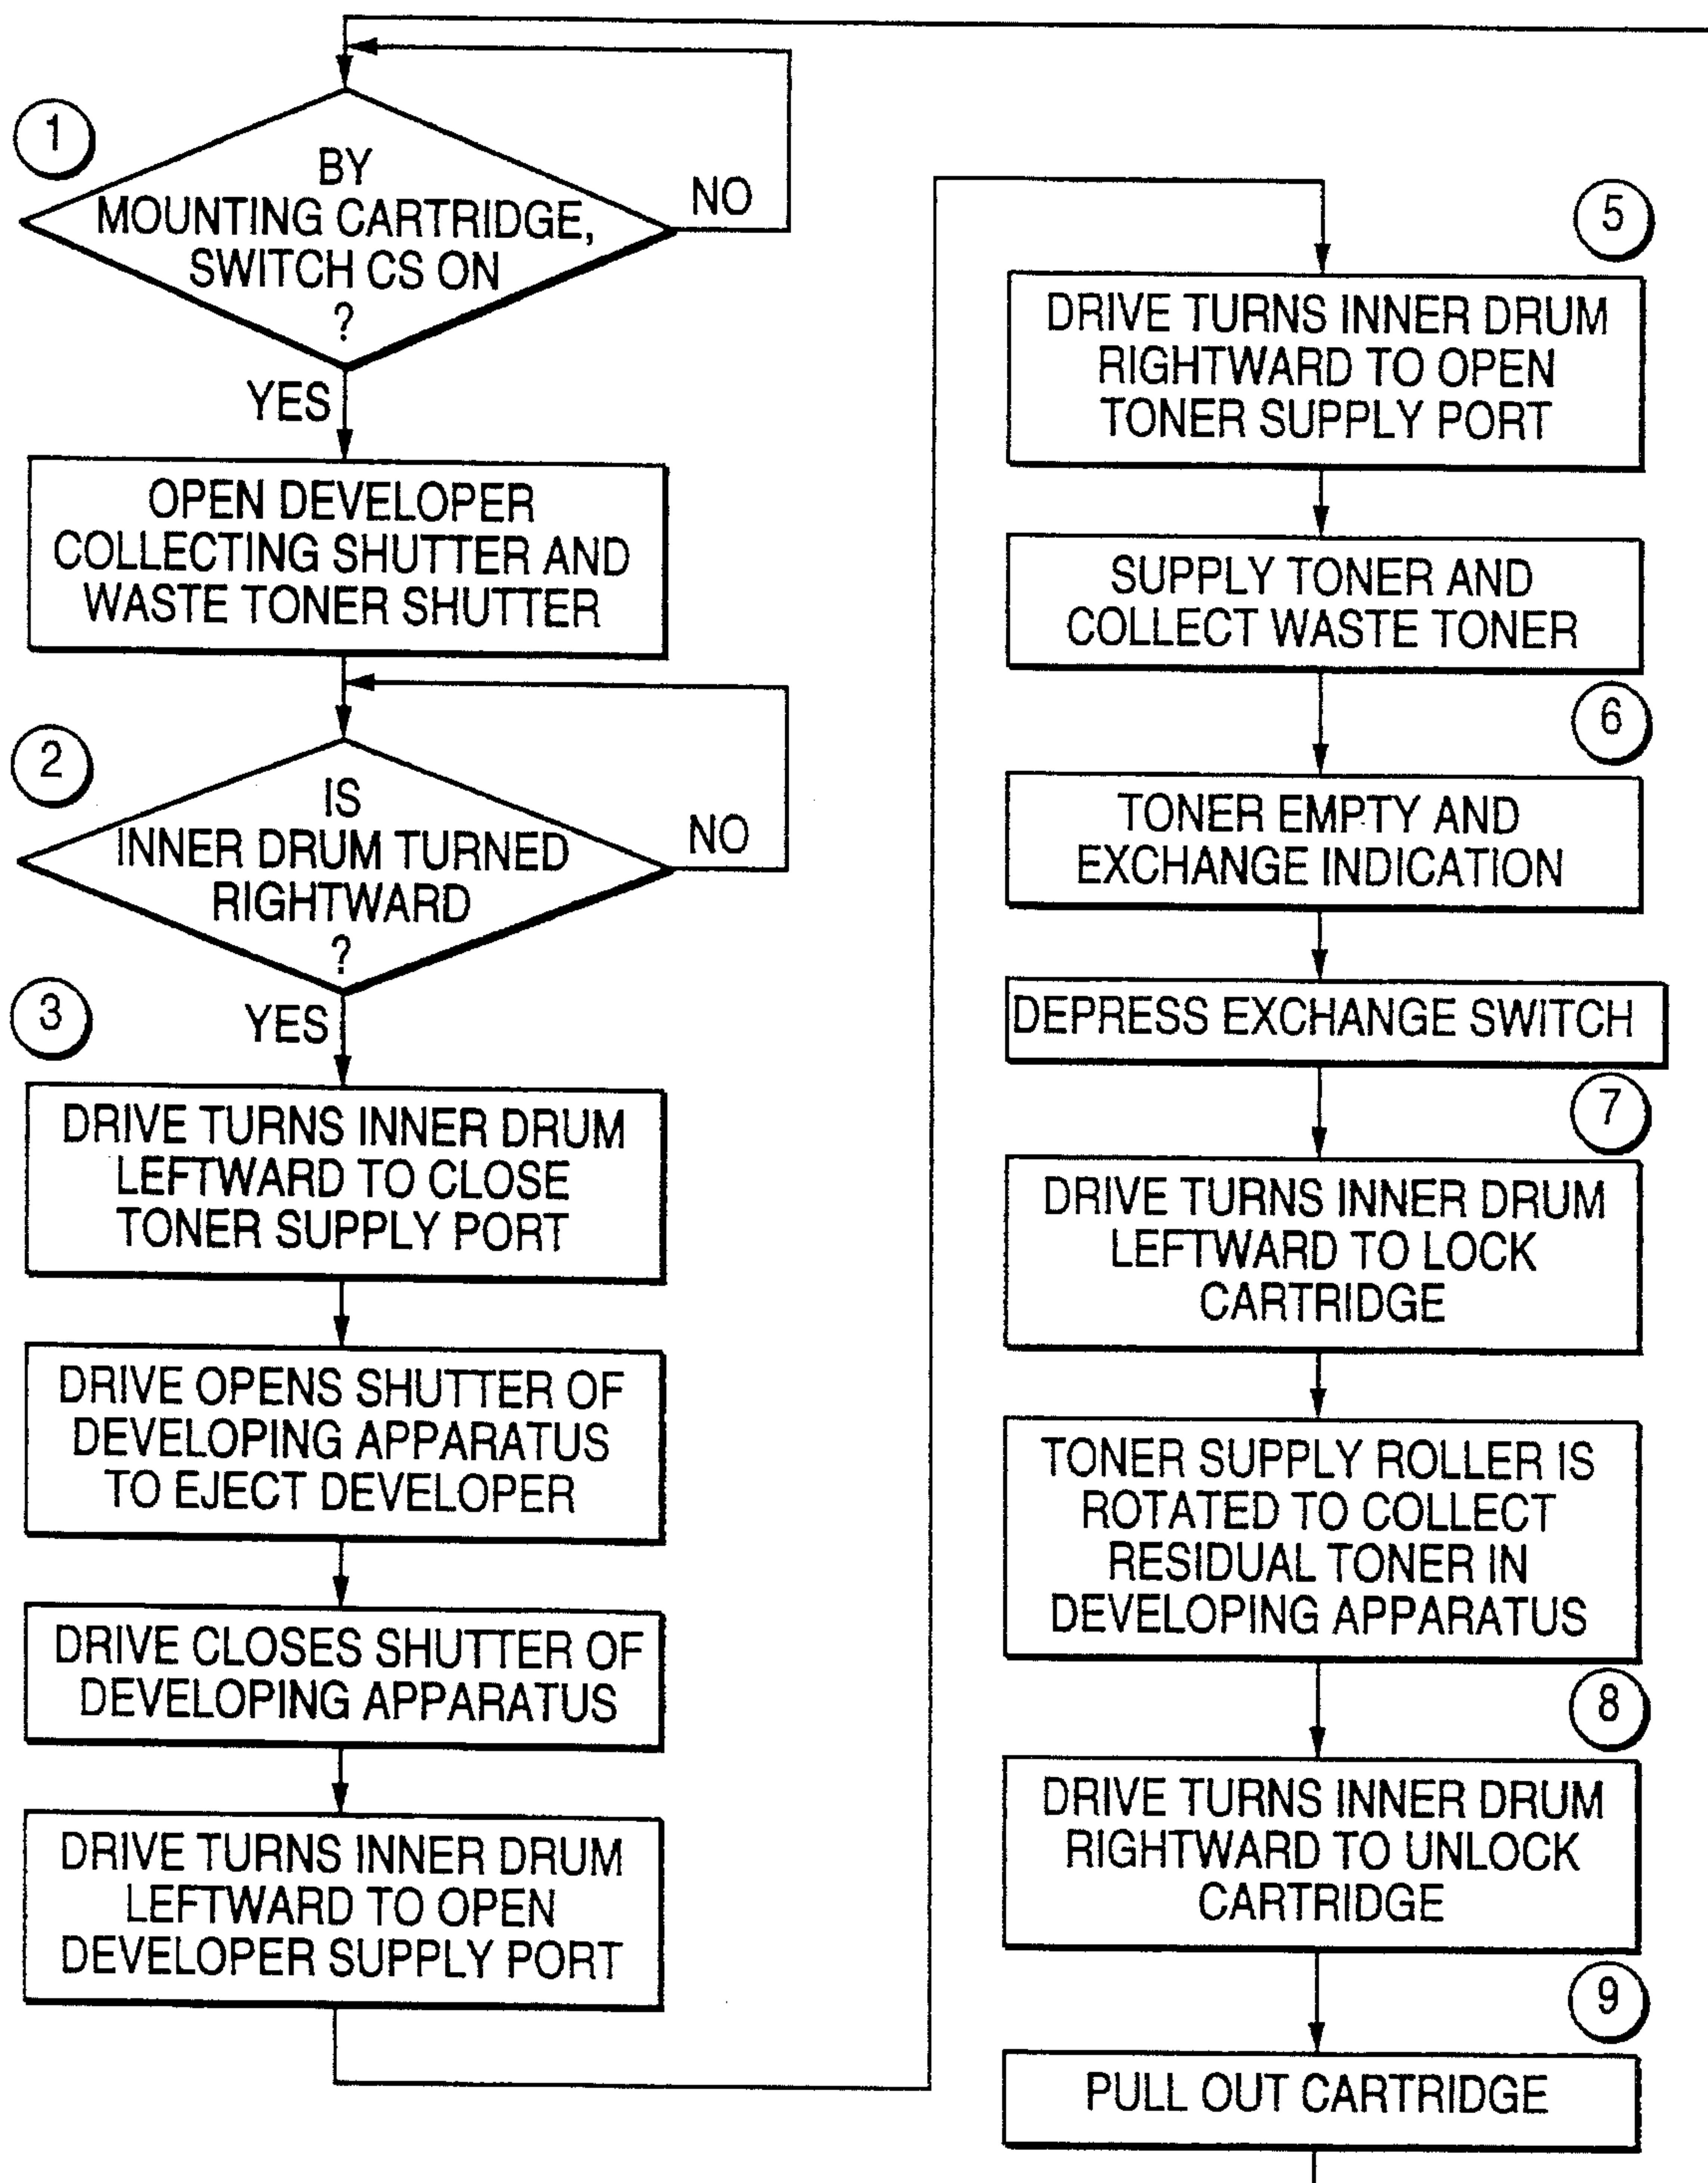 1
BY
MOUNTING CARTRIDGE,
SWITCH CS ON
?
NO
YES
OPEN DEVELOPER
COLLECTING SHUTTER AND
WASTE TONER SHUTTER
2
IS
INNER DRUM TURNED
RIGHTWARD
?
NO
3
YES
DRIVE TURNS INNER DRUM
LEFTWARD TO CLOSE
TONER SUPPLY PORT
DRIVE OPENS SHUTTER OF
DEVELOPING APPARATUS
TO EJECT DEVELOPER
DRIVE CLOSES SHUTTER OF
DEVELOPING APPARATUS
DRIVE TURNS INNER DRUM
LEFTWARD TO OPEN
DEVELOPER SUPPLY PORT
5
DRIVE TURNS INNER DRUM
RIGHTWARD TO OPEN
TONER SUPPLY PORT
SUPPLY TONER AND
COLLECT WASTE TONER
6
TONER EMPTY AND
EXCHANGE INDICATION
DEPRESS EXCHANGE SWITCH
7
DRIVE TURNS INNER DRUM
LEFTWARD TO LOCK
CARTRIDGE
TONER SUPPLY ROLLER IS
ROTATED TO COLLECT
RESIDUAL TONER IN
DEVELOPING APPARATUS
8
DRIVE TURNS INNER DRUM
RIGHTWARD TO UNLOCK
CARTRIDGE
9
PULL OUT CARTRIDGE